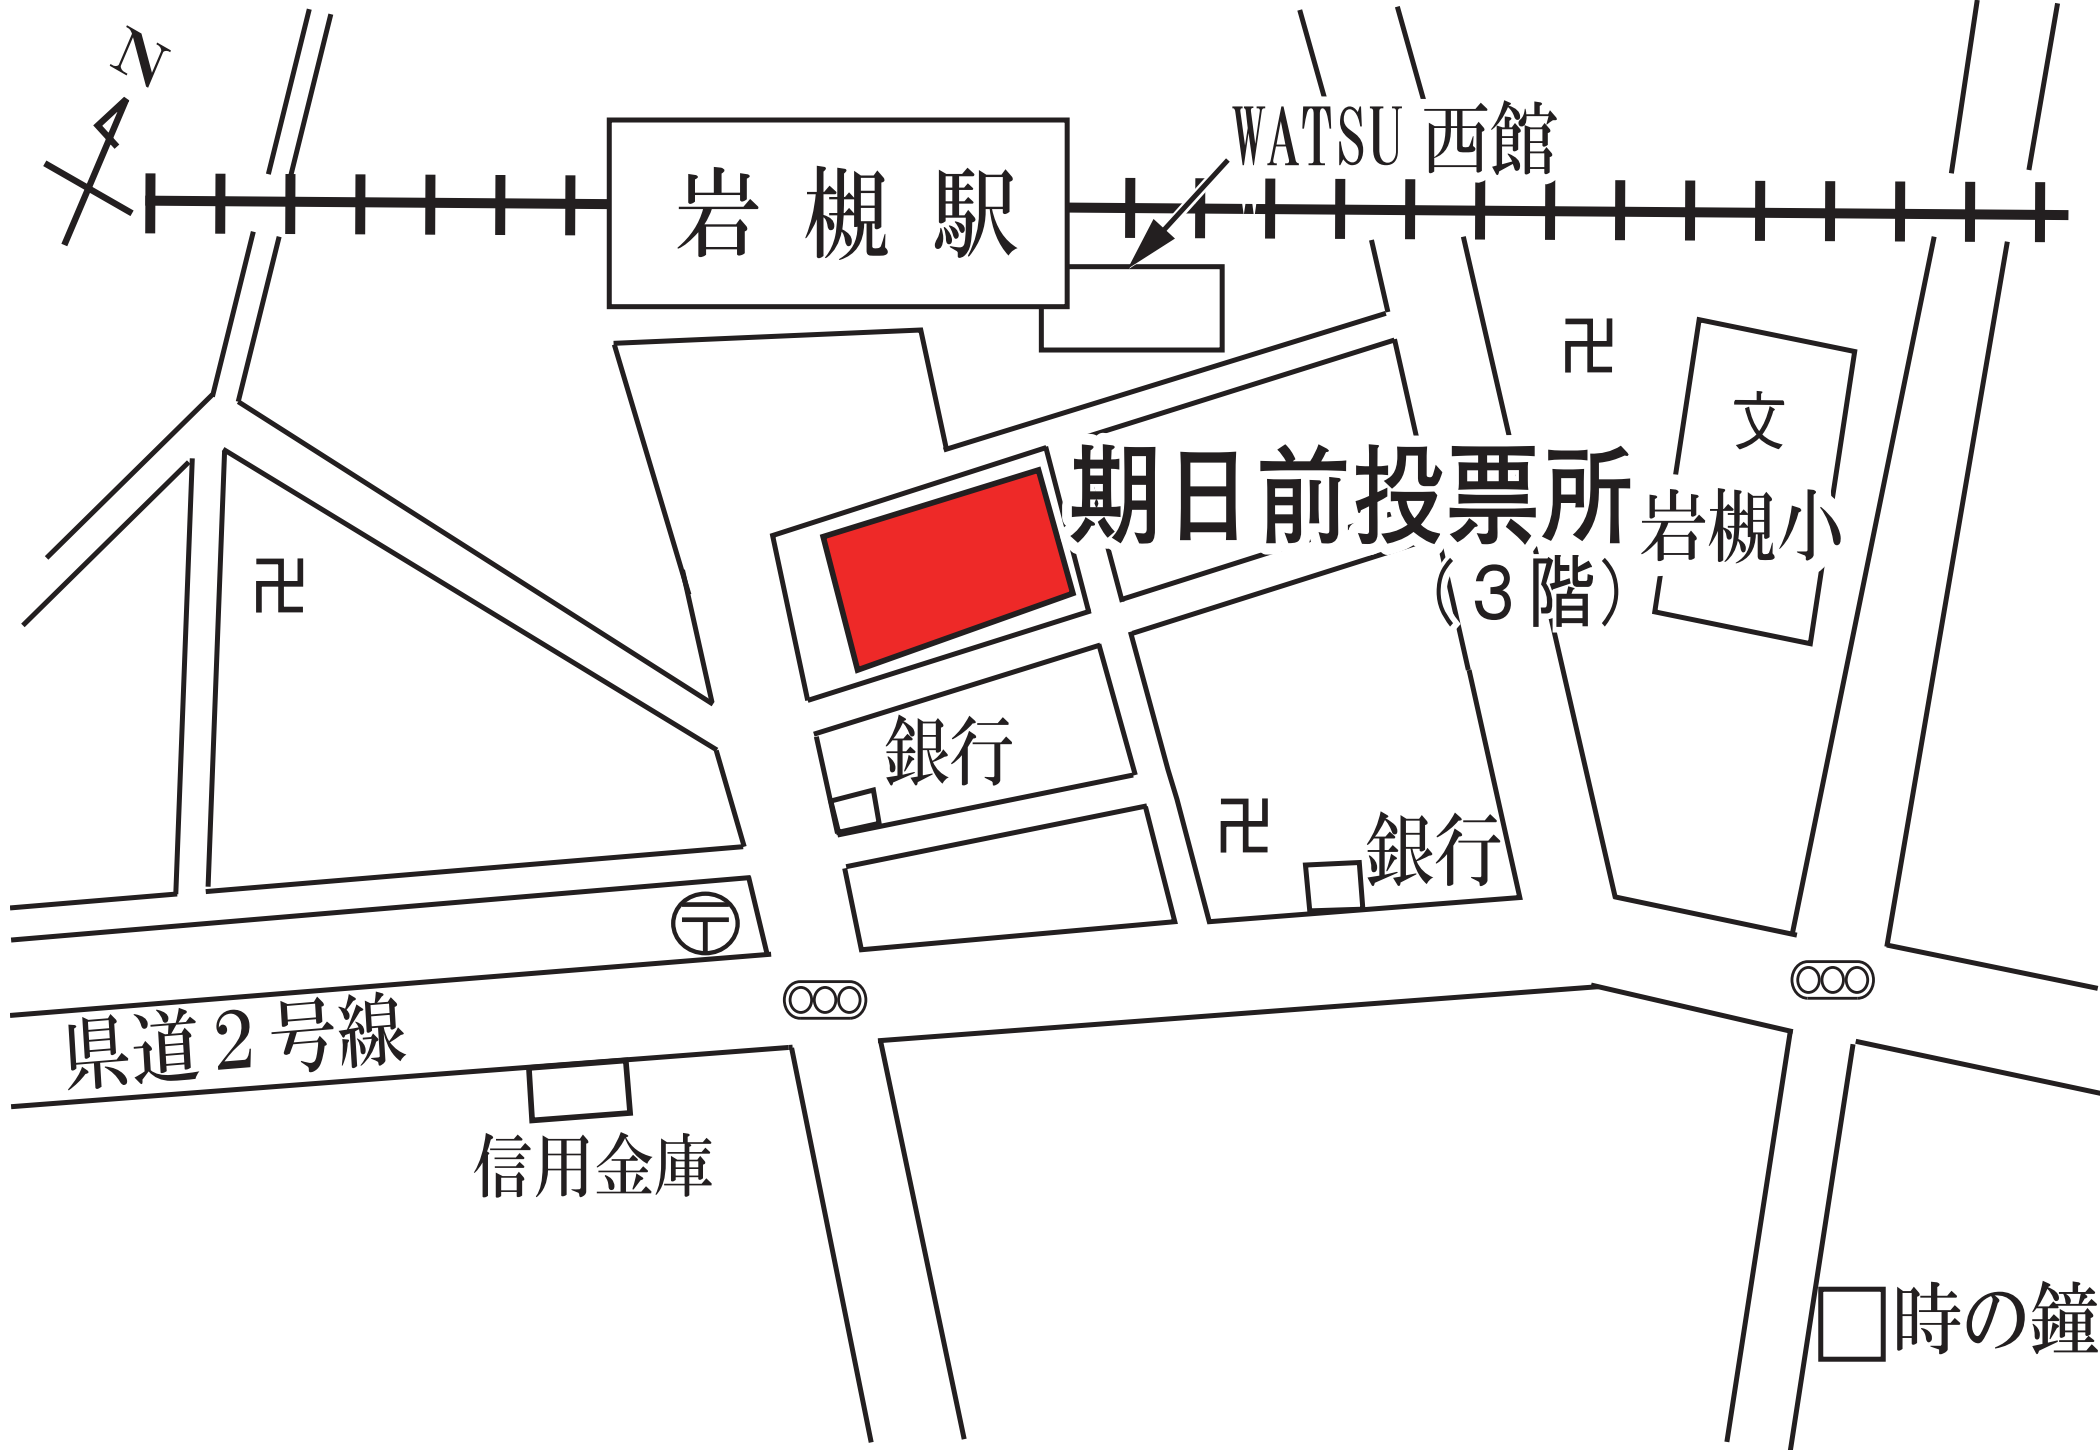 N
WATSU 西館
岩槻駅
卍
文
期日前投票所
(3階)
岩槻小
卍
銀行
卍
銀行
〒
県道2号線
信用金庫
時の鐘